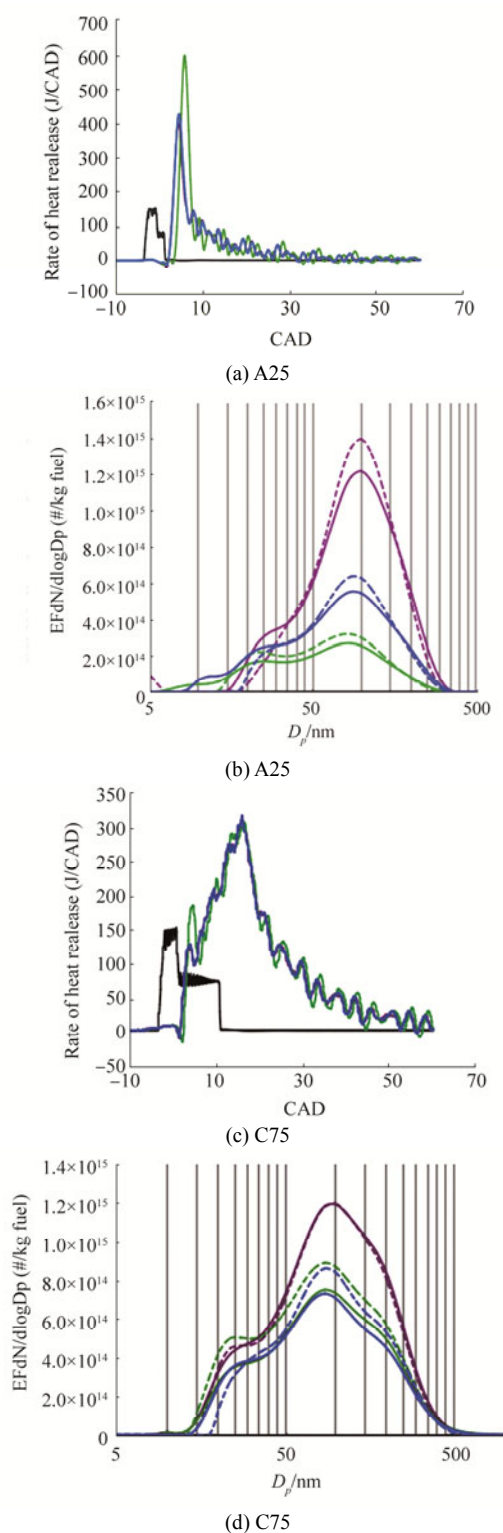 700
600
500
400
300
200
100
0
−100
Rate of heat realease (J/CAD)
−10 10 30 50 70
CAD
(a) A25
1.6×10¹⁵
1.4×10¹⁵
1.2×10¹⁵
1.0×10¹⁵
8.0×10¹⁴
6.0×10¹⁴
4.0×10¹⁴
2.0×10¹⁴
0
EFdN/dlogDp (#/kg fuel)
5 50 500
Dₚ/nm
(b) A25
350
300
250
200
150
100
50
0
−50
Rate of heat realease (J/CAD)
−10 10 30 50 70
CAD
(c) C75
1.4×10¹⁵
1.2×10¹⁵
1.0×10¹⁵
8.0×10¹⁴
6.0×10¹⁴
4.0×10¹⁴
2.0×10¹⁴
0
EFdN/dlogDp (#/kg fuel)
5 50 500
Dₚ/nm
(d) C75